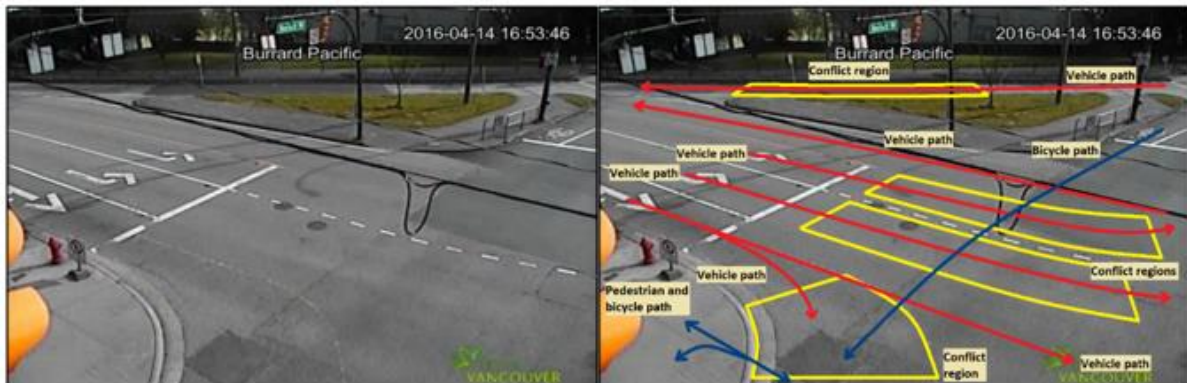 2016-04-14 16:53:46
Burrard Pacific
VANCOUVER
2016-04-14 16:53:46
Burrard Pacific
Conflict region
Vehicle path
Vehicle path
Bicycle path
Vehicle path
Vehicle path
Vehicle path
Conflict regions
Pedestrian and
bicycle path
Conflict
region
Vehicle path
VANCOUVER